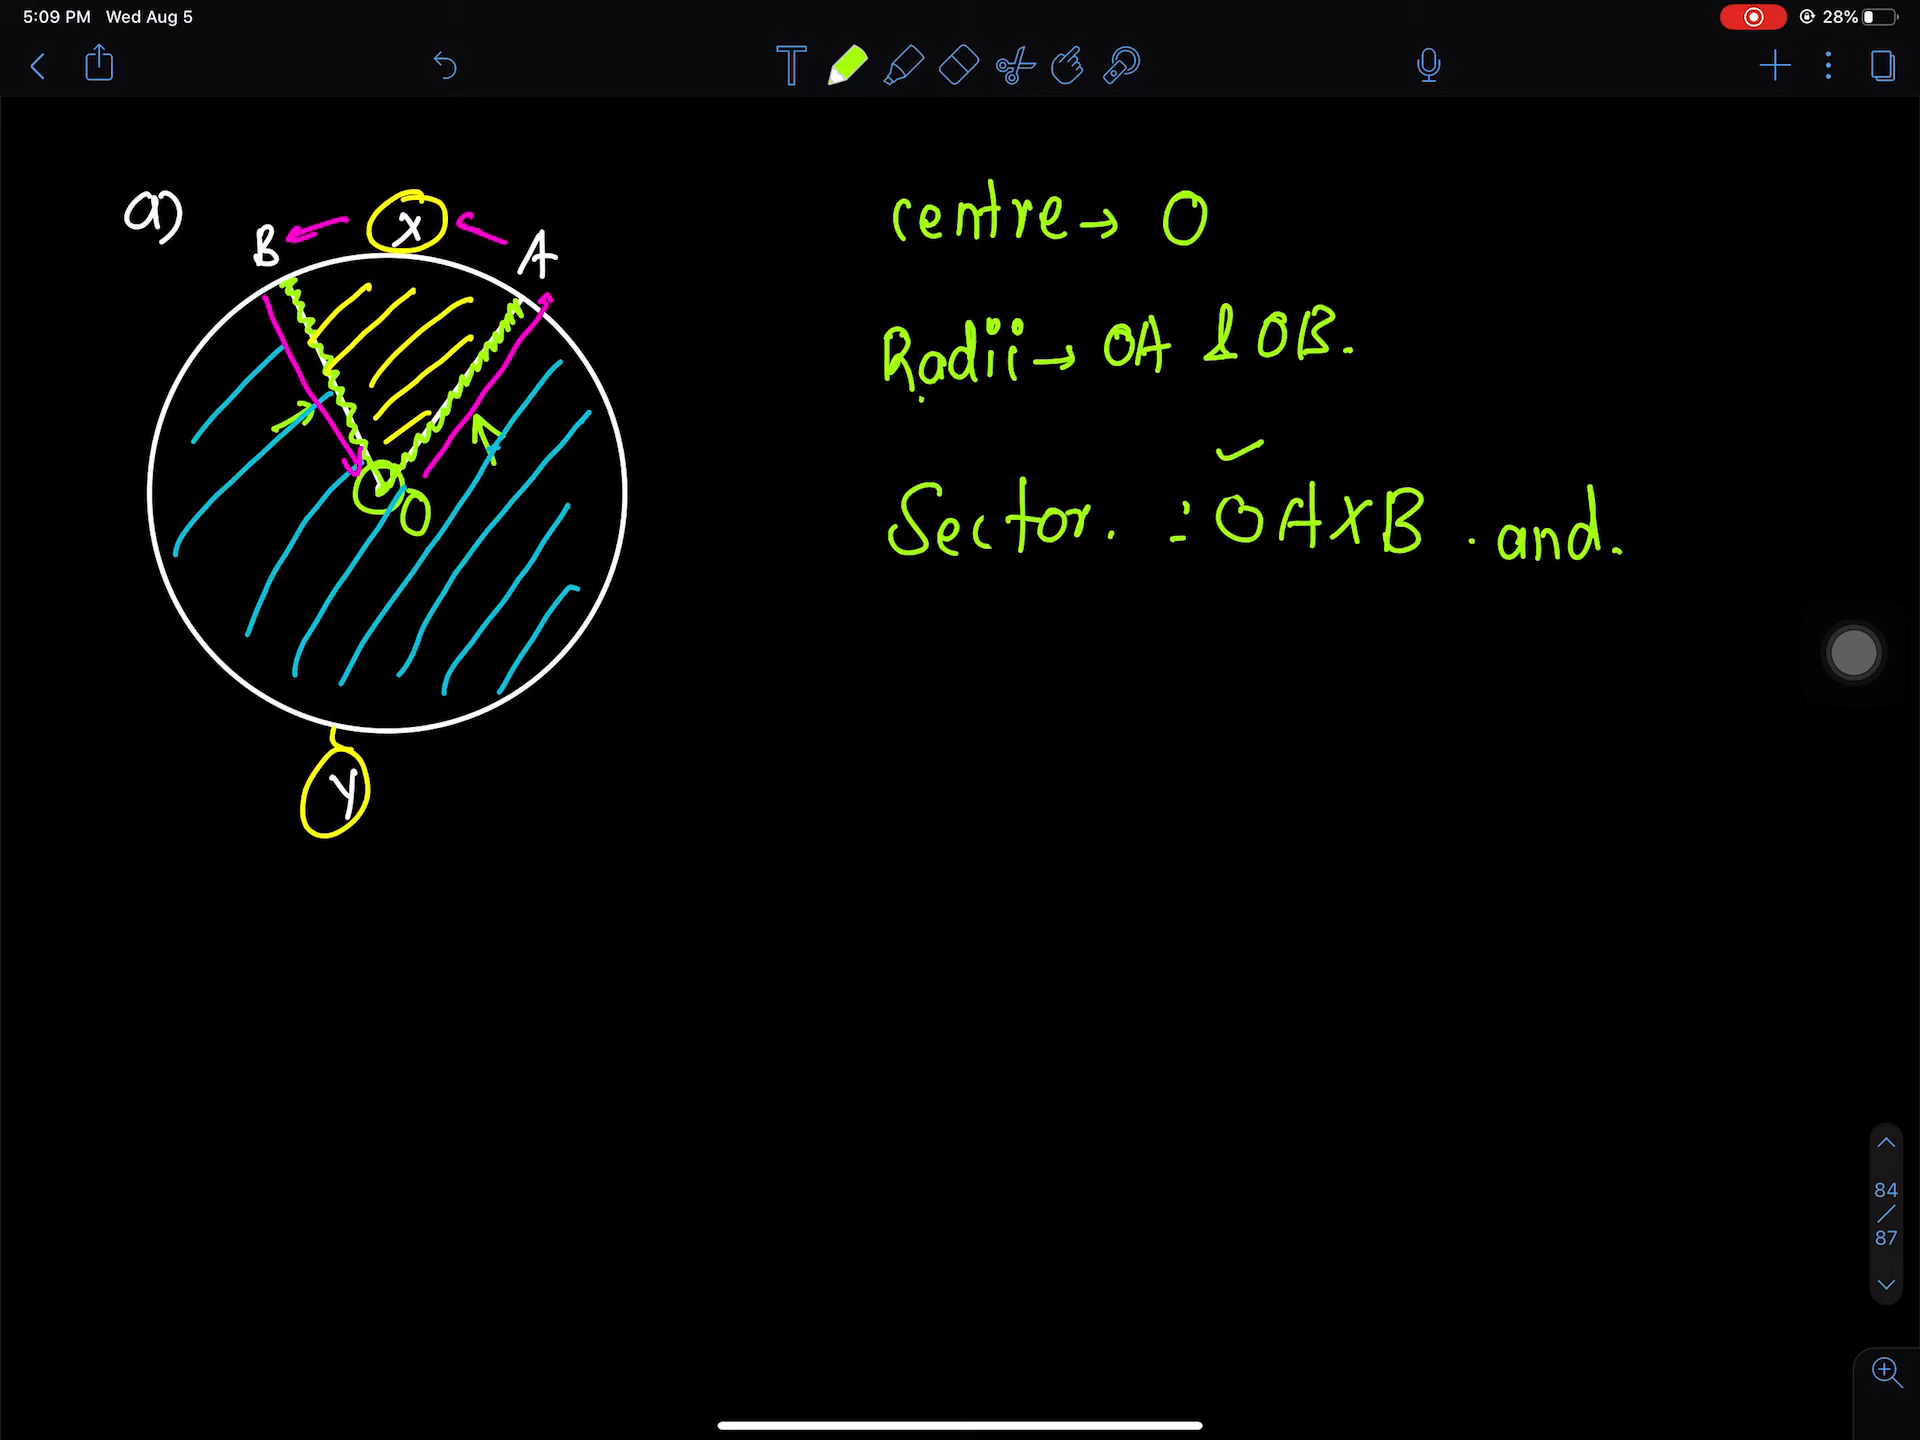 5:09 PM Wed Aug 5
28%
T
a)
B
X
A
O
y
centre → O
Radii → OA & OB.
Sector. : OAXB . and.
84
/
87